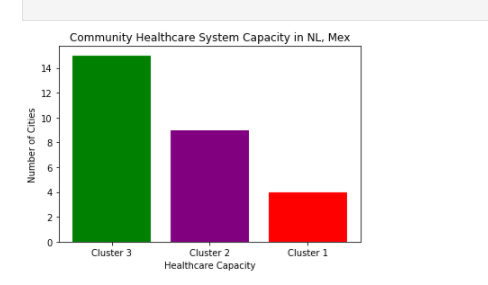 Community Healthcare System Capacity in NL, Mex
Number of Cities
14
12
10
8
6
4
2
0
Cluster 3
Cluster 2
Cluster 1
Healthcare Capacity